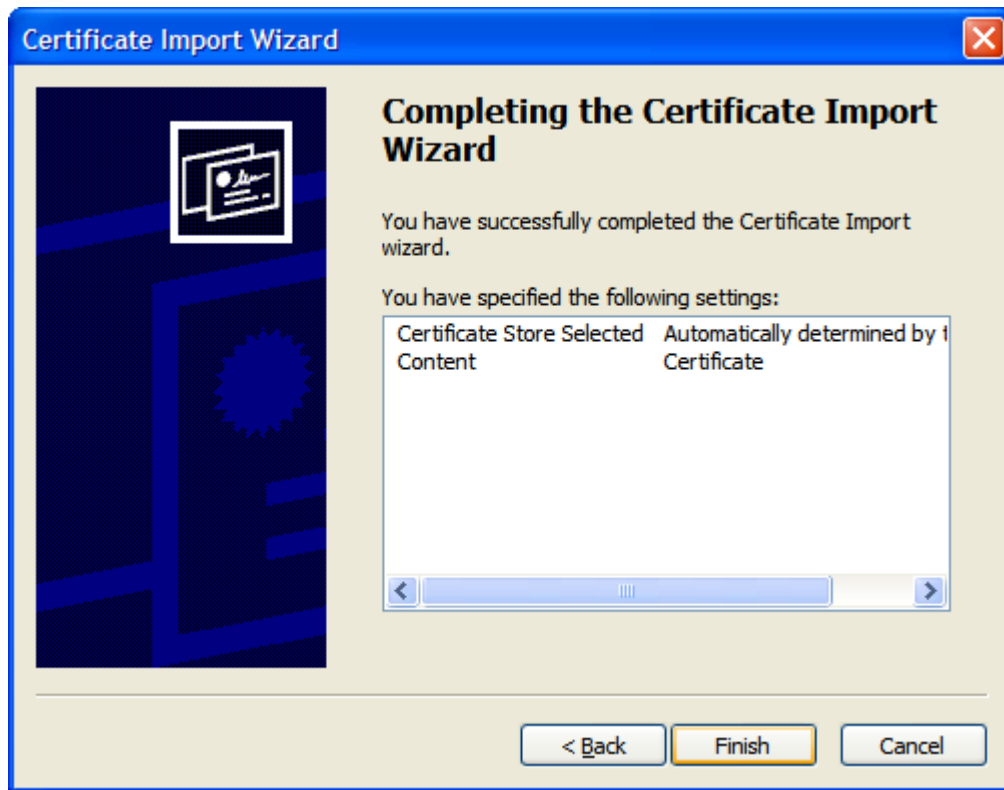 Certificate Import Wizard
Completing the Certificate Import
Wizard
You have successfully completed the Certificate Import
wizard.
You have specified the following settings:
Certificate Store Selected Automatically determined by t
Content Certificate
< Back Finish Cancel